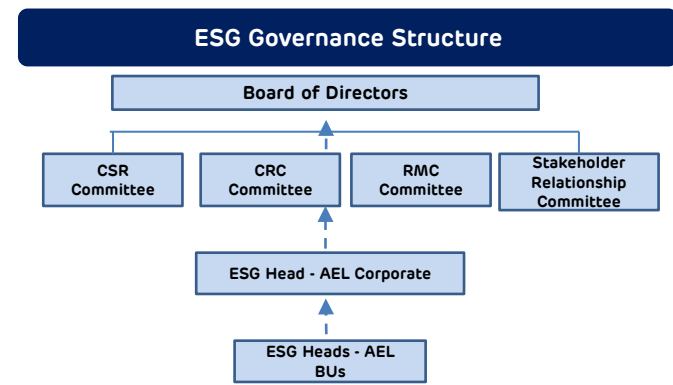 ESG Governance Structure
Board of Directors
CSR
Committee
CRC
Committee
RMC
Committee
Stakeholder
Relationship
Committee
ESG Head - AEL Corporate
ESG Heads - AEL
BUs